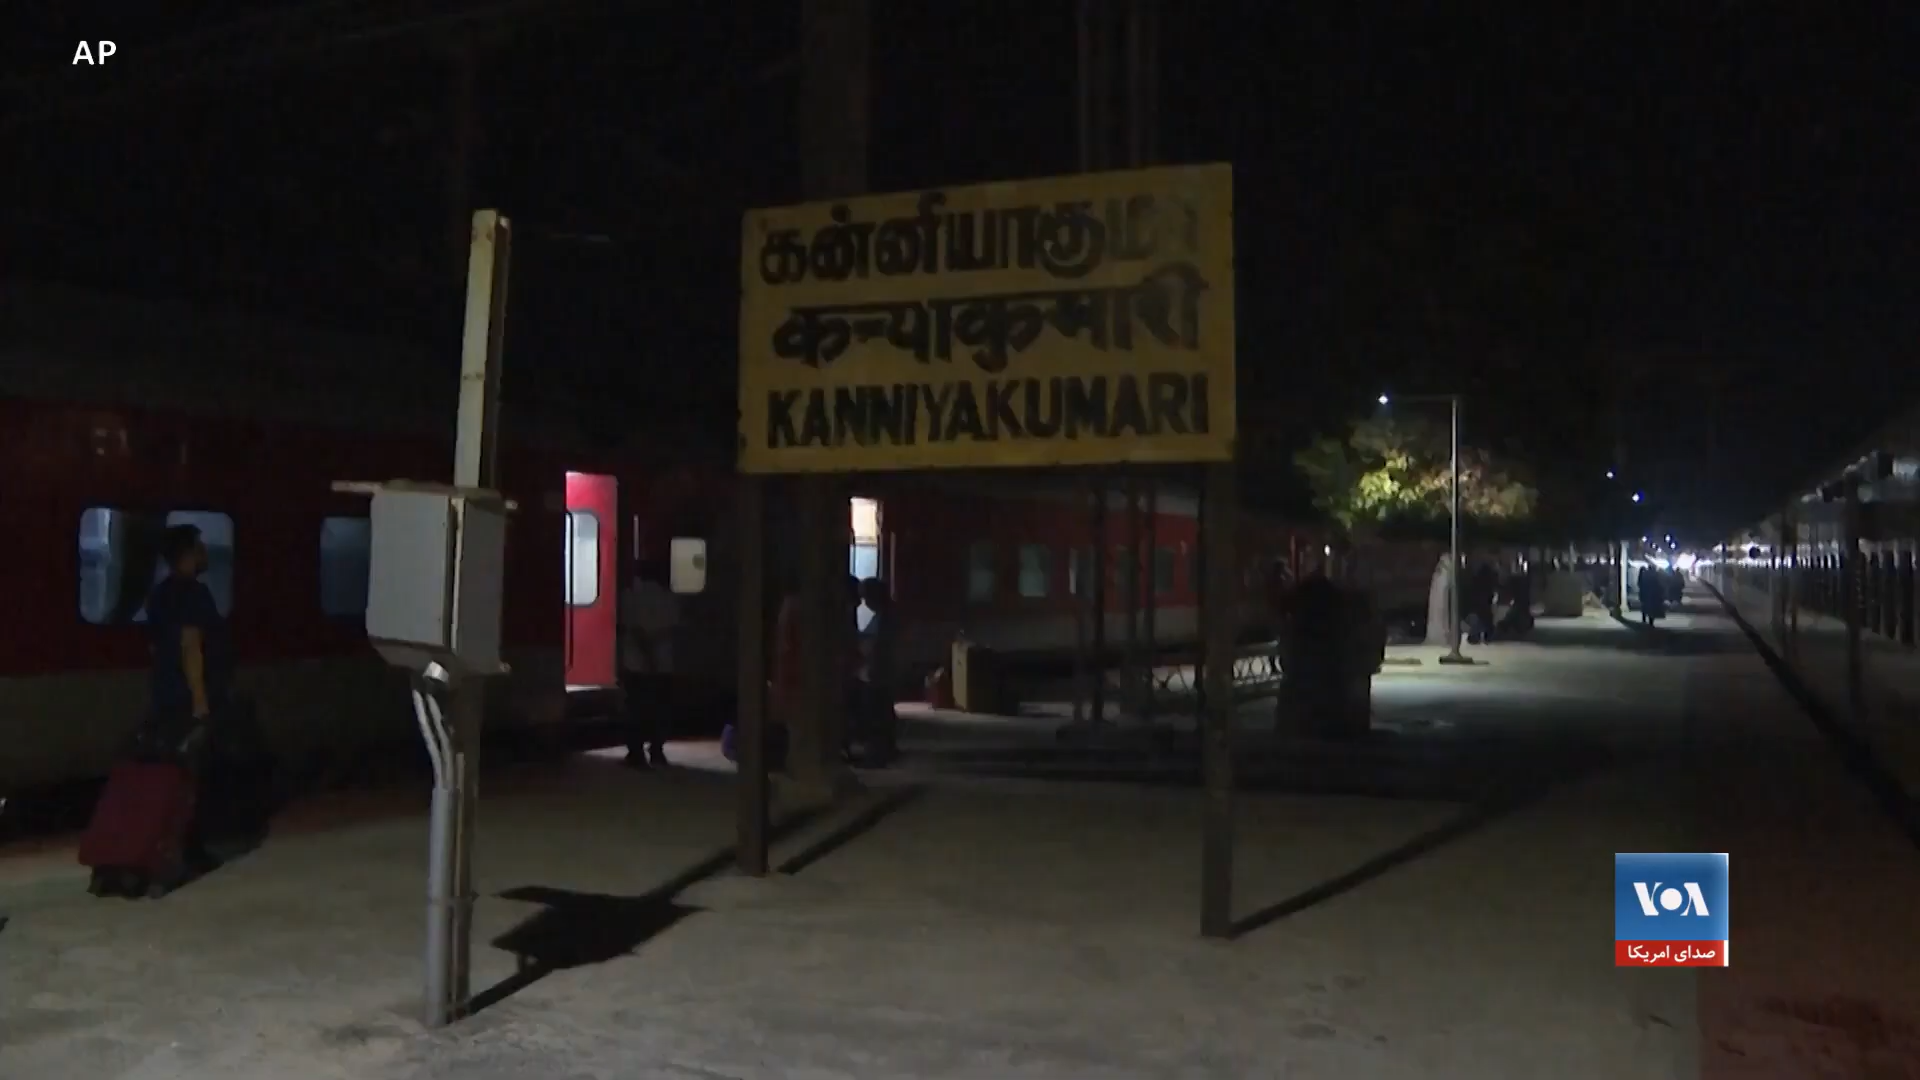 AP
கன்னியாகும
कन्याकुमारी
KANNIYAKUMARI
VOA
صدای امریکا